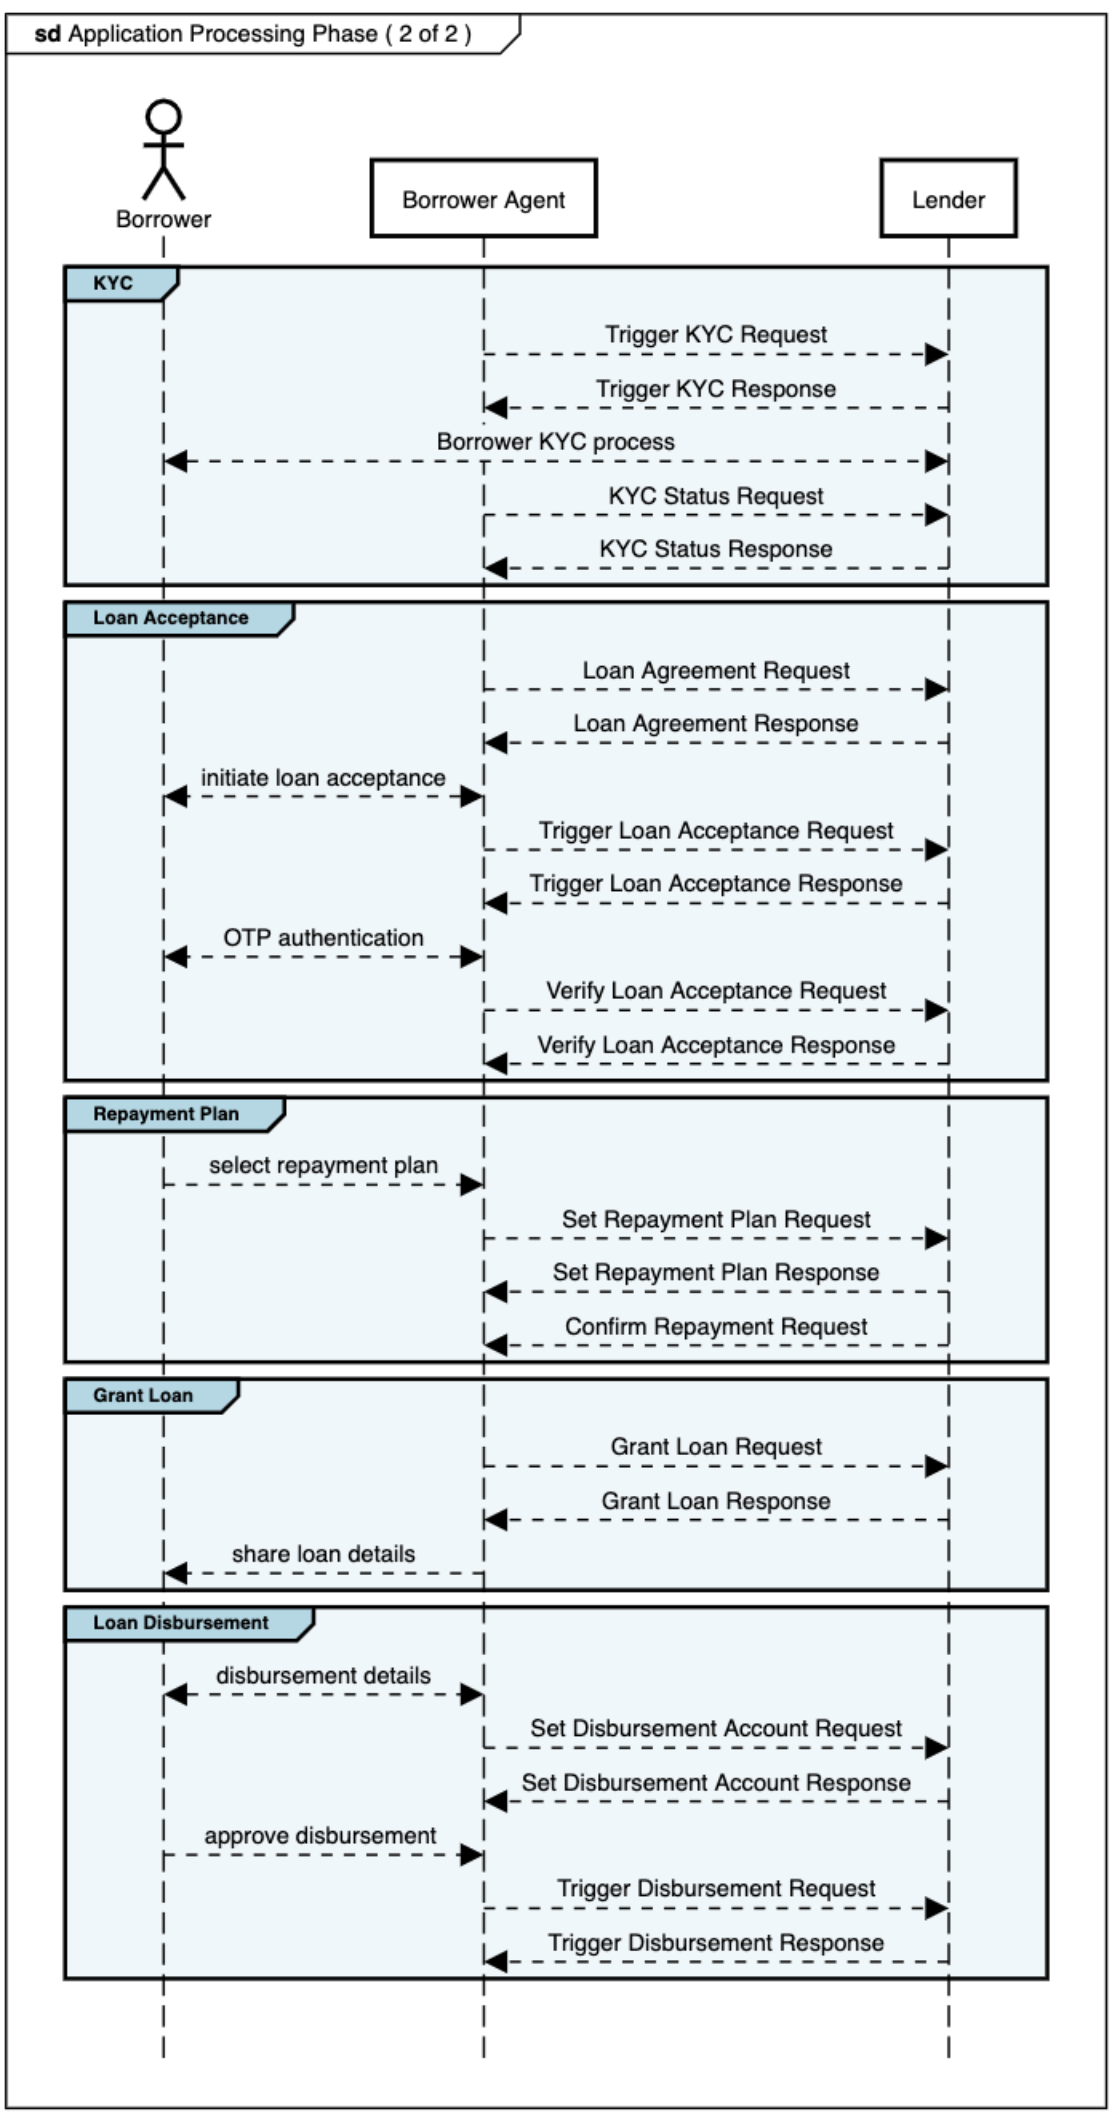 sd Application Processing Phase ( 2 of 2 )
Borrower
Borrower Agent
Lender
KYC
Trigger KYC Request
Trigger KYC Response
Borrower KYC process
KYC Status Request
KYC Status Response
Loan Acceptance
Loan Agreement Request
Loan Agreement Response
initiate loan acceptance
Trigger Loan Acceptance Request
Trigger Loan Acceptance Response
OTP authentication
Verify Loan Acceptance Request
Verify Loan Acceptance Response
Repayment Plan
select repayment plan
Set Repayment Plan Request
Set Repayment Plan Response
Confirm Repayment Request
Grant Loan
Grant Loan Request
Grant Loan Response
share loan details
Loan Disbursement
disbursement details
Set Disbursement Account Request
Set Disbursement Account Response
approve disbursement
Trigger Disbursement Request
Trigger Disbursement Response